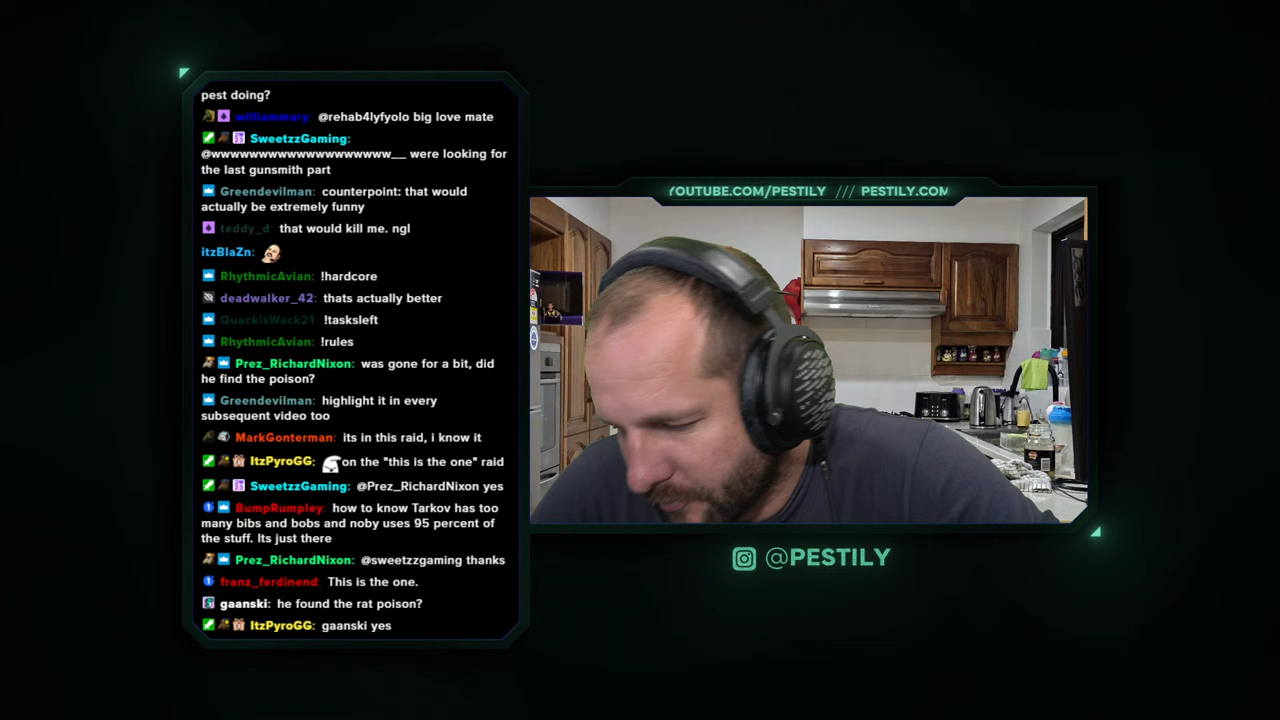 pest doing?
williammary @rehab4lyfyolo big love mate
SweetzzGaming:
@wwwwwwwwwwwwwwwwwww__ were looking for
the last gunsmith part
Greendevilman: counterpoint: that would
actually be extremely funny
teddy_d: that would kill me. ngl
itzBlaZn:
RhythmicAvian: !hardcore
deadwalker_42: thats actually better
QuackisWack21: !tasksleft
RhythmicAvian: !rules
Prez_RichardNixon: was gone for a bit, did
he find the poison?
Greendevilman: highlight it in every
subsequent video too
MarkGonterman: its in this raid, i know it
ItzPyroGG: on the "this is the one" raid
SweetzzGaming: @Prez_RichardNixon yes
BumpRumpley: how to know Tarkov has too
many bibs and bobs and noby uses 95 percent of
the stuff. Its just there
Prez_RichardNixon: @sweetzzgaming thanks
franz_ferdinend: This is the one.
gaanski: he found the rat poison?
ItzPyroGG: gaanski yes
YOUTUBE.COM/PESTILY /// PESTILY.COM
@PESTILY